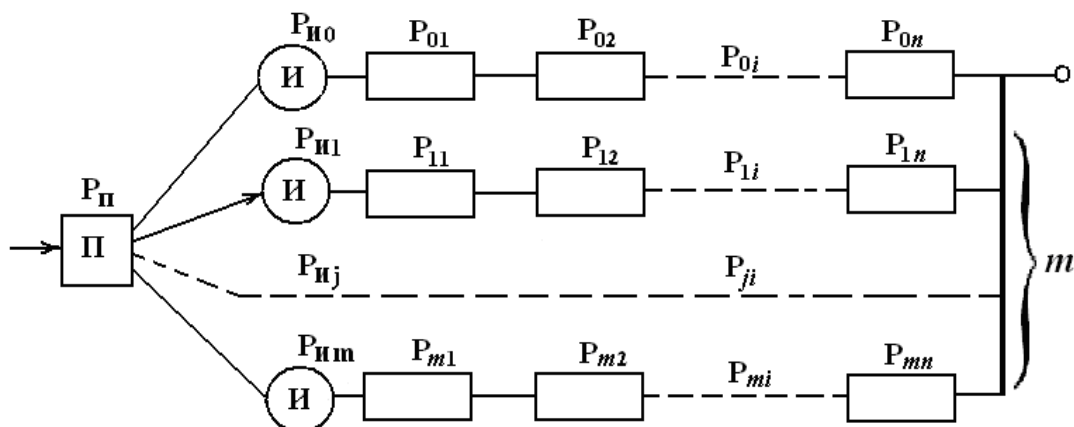 Pи0 P01 P02 P0i P0n
И
Pи1 P11 P12 P1i P1n
И
Pп
П
Pиj Pji m
Pиm Pm1 Pm2 Pmi Pmn
И